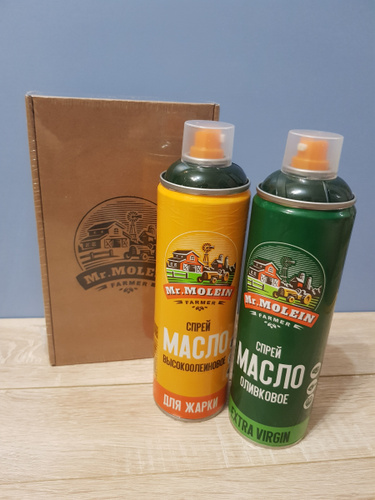 Mr. MOLEIN
FARMER
Mr. MOLEIN
FARMER
СПРЕЙ
МАСЛО
ВЫСОКООЛЕИНОВОЕ
ДЛЯ ЖАРКИ
Mr. MOLEIN
FARMER
СПРЕЙ
МАСЛО
ОЛИВКОВОЕ
EXTRA VIRGIN